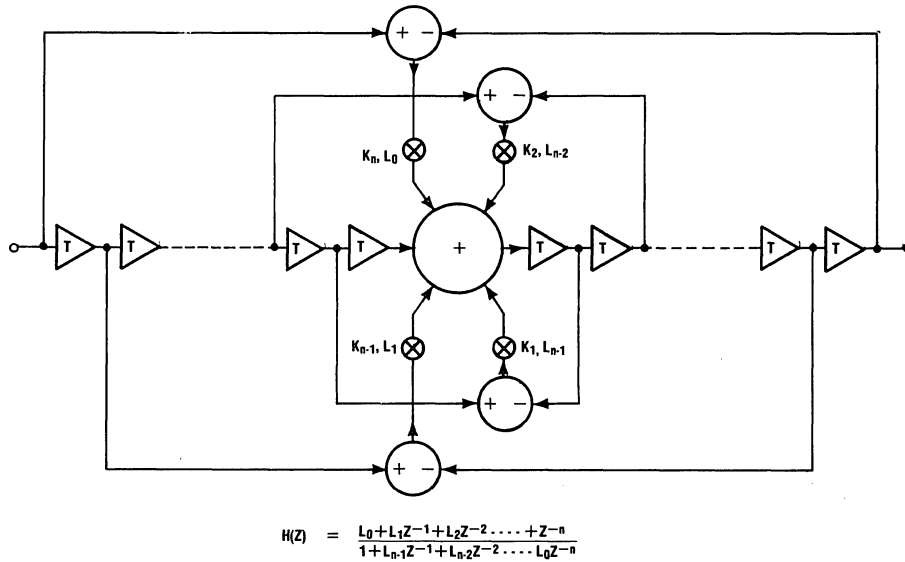 + −
+ −
Kn, L0
K2, Ln-2
T
T
T
T
+
T
T
T
T
Kn-1, L1
K1, Ln-1
+ −
+ −
H(Z) = L0+L1Z−1+L2Z−2 ....+Z−n
1+Ln-1Z−1+Ln-2Z−2 ....L0Z−n